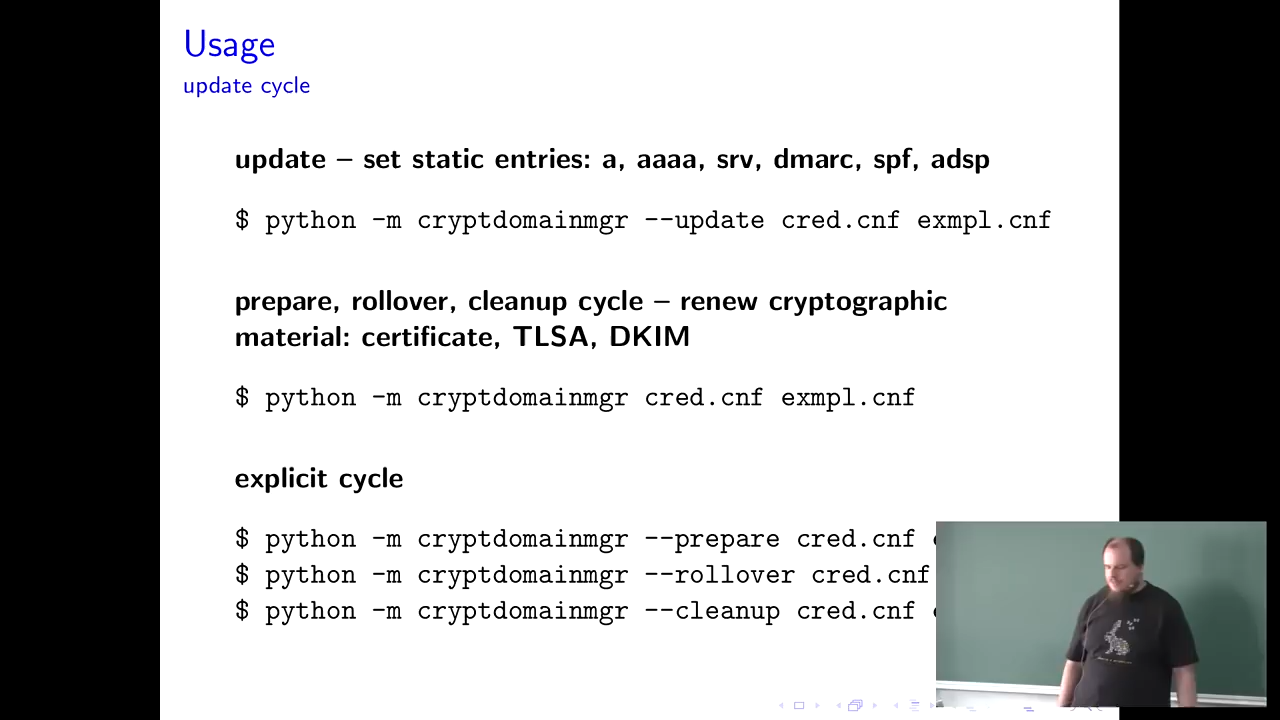 Usage
update cycle
update – set static entries: a, aaaa, srv, dmarc, spf, adsp
$ python -m cryptdomainmgr --update cred.cnf exmpl.cnf
prepare, rollover, cleanup cycle – renew cryptographic
material: certificate, TLSA, DKIM
$ python -m cryptdomainmgr cred.cnf exmpl.cnf
explicit cycle
$ python -m cryptdomainmgr --prepare cred.cnf
$ python -m cryptdomainmgr --rollover cred.cnf
$ python -m cryptdomainmgr --cleanup cred.cnf